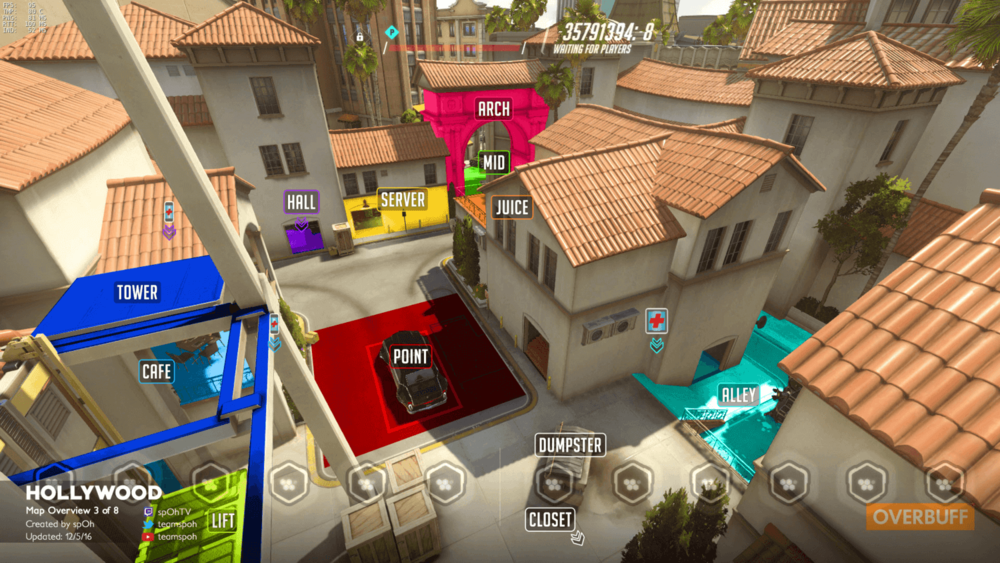 35791394:-8
WAITING FOR PLAYERS
ARCH
MID
HALL
SERVER
JUICE
TOWER
POINT
CAFE
ALLEY
DUMPSTER
LIFT
CLOSET
HOLLYWOOD
Map Overview 3 of 8
Created by spOh
Updated: 12/5/16
spOhTV
teamspoh
teamspoh
OVERBUFF